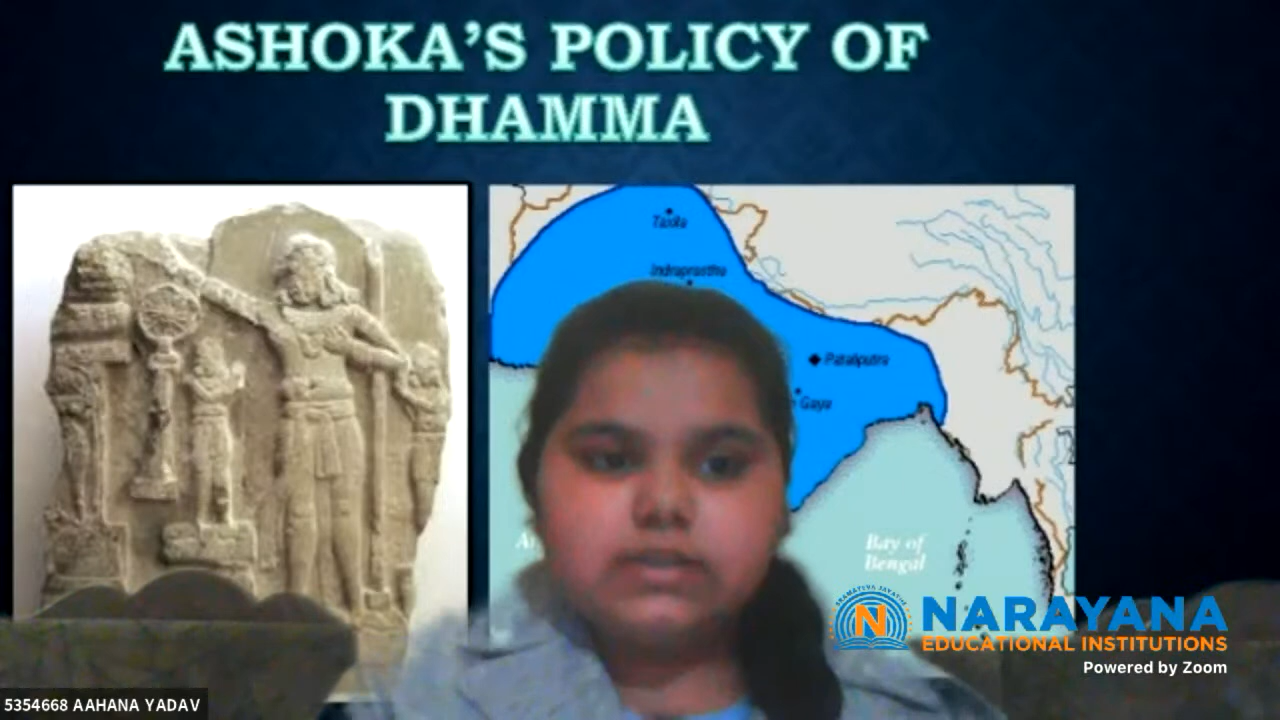 ASHOKA'S POLICY OF
DHAMMA
Taxila
Indraprastha
Pataliputra
Gaya
Bay of
Bengal
NARAYANA
EDUCATIONAL INSTITUTIONS
Powered by Zoom
5354668 AAHANA YADAV